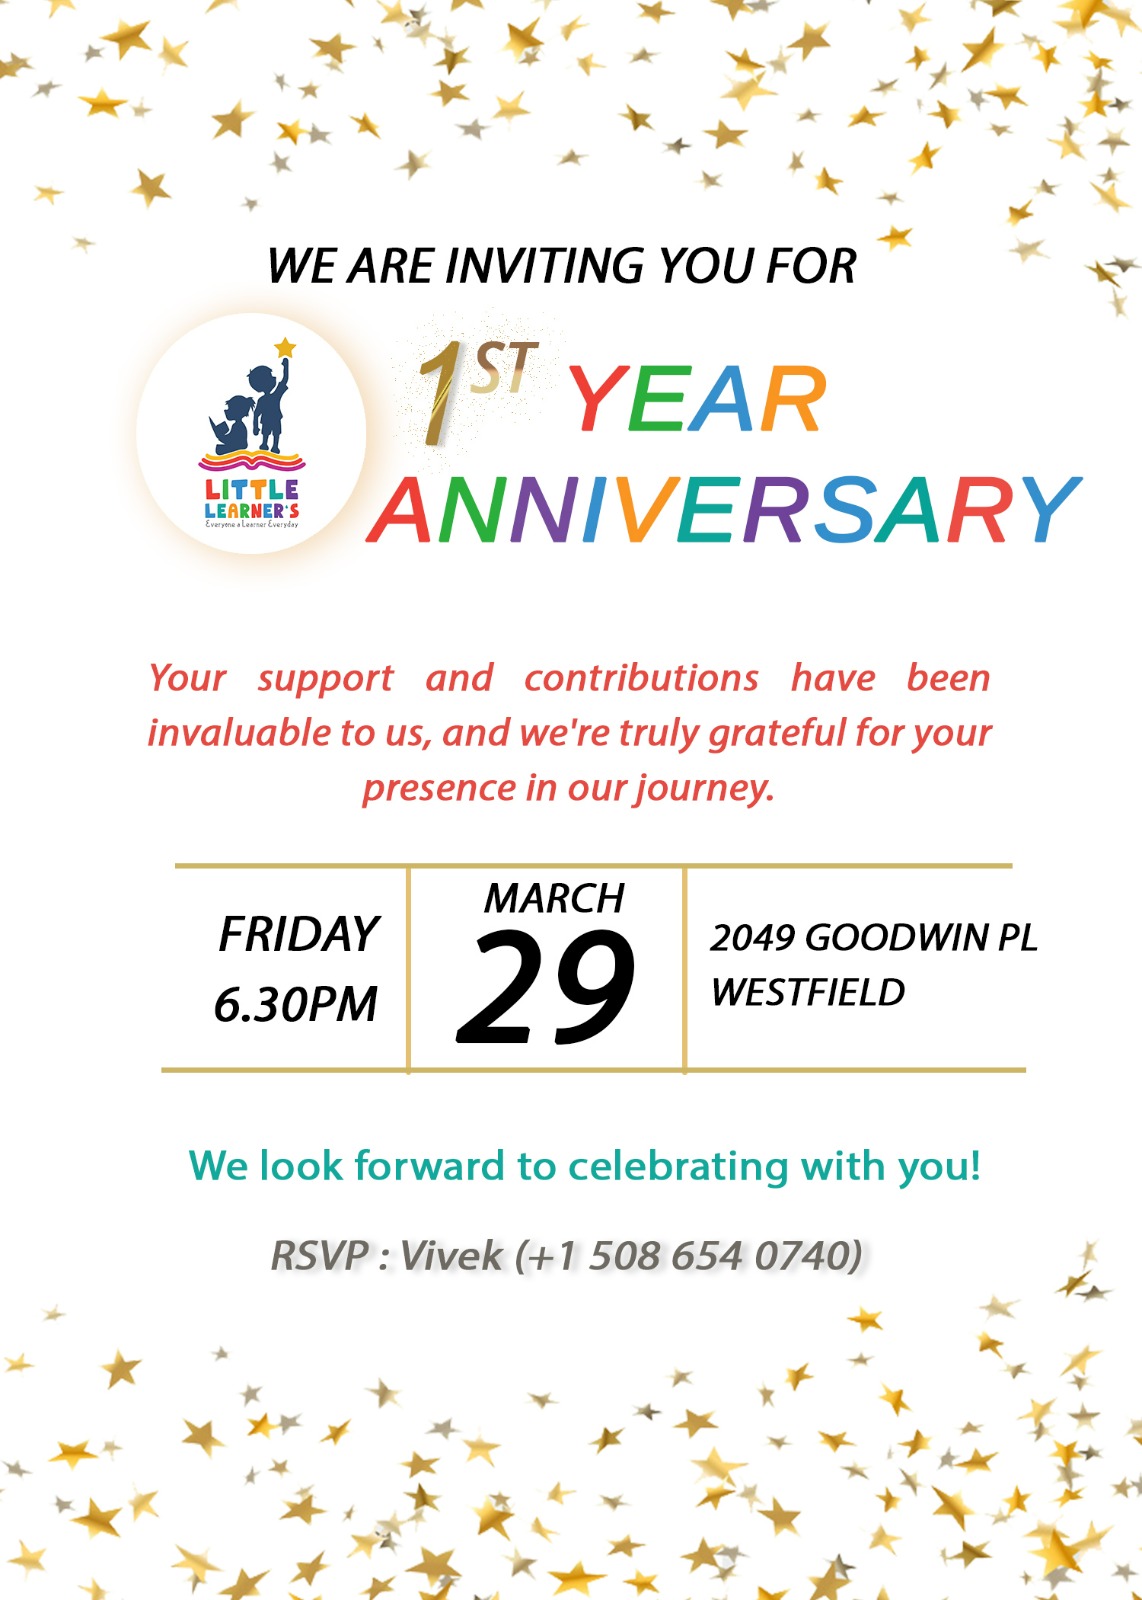 WE ARE INVITING YOU FOR
1ST YEAR
ANNIVERSARY
LITTLE
LEARNER'S
Everyone a Learner Everyday
Your support and contributions have been
invaluable to us, and we're truly grateful for your
presence in our journey.
FRIDAY
6.30PM
MARCH
29
2049 GOODWIN PL
WESTFIELD
We look forward to celebrating with you!
RSVP : Vivek (+1 508 654 0740)